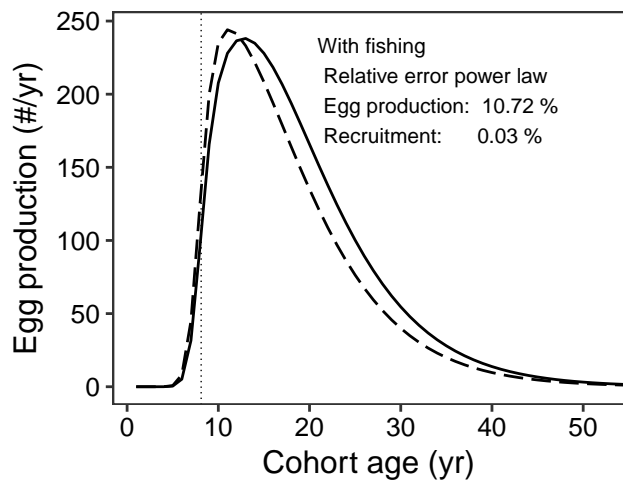 250
200
150
100
50
0
Egg production (#/yr)
With fishing
Relative error power law
Egg production: 10.72 %
Recruitment: 0.03 %
0 10 20 30 40 50
Cohort age (yr)